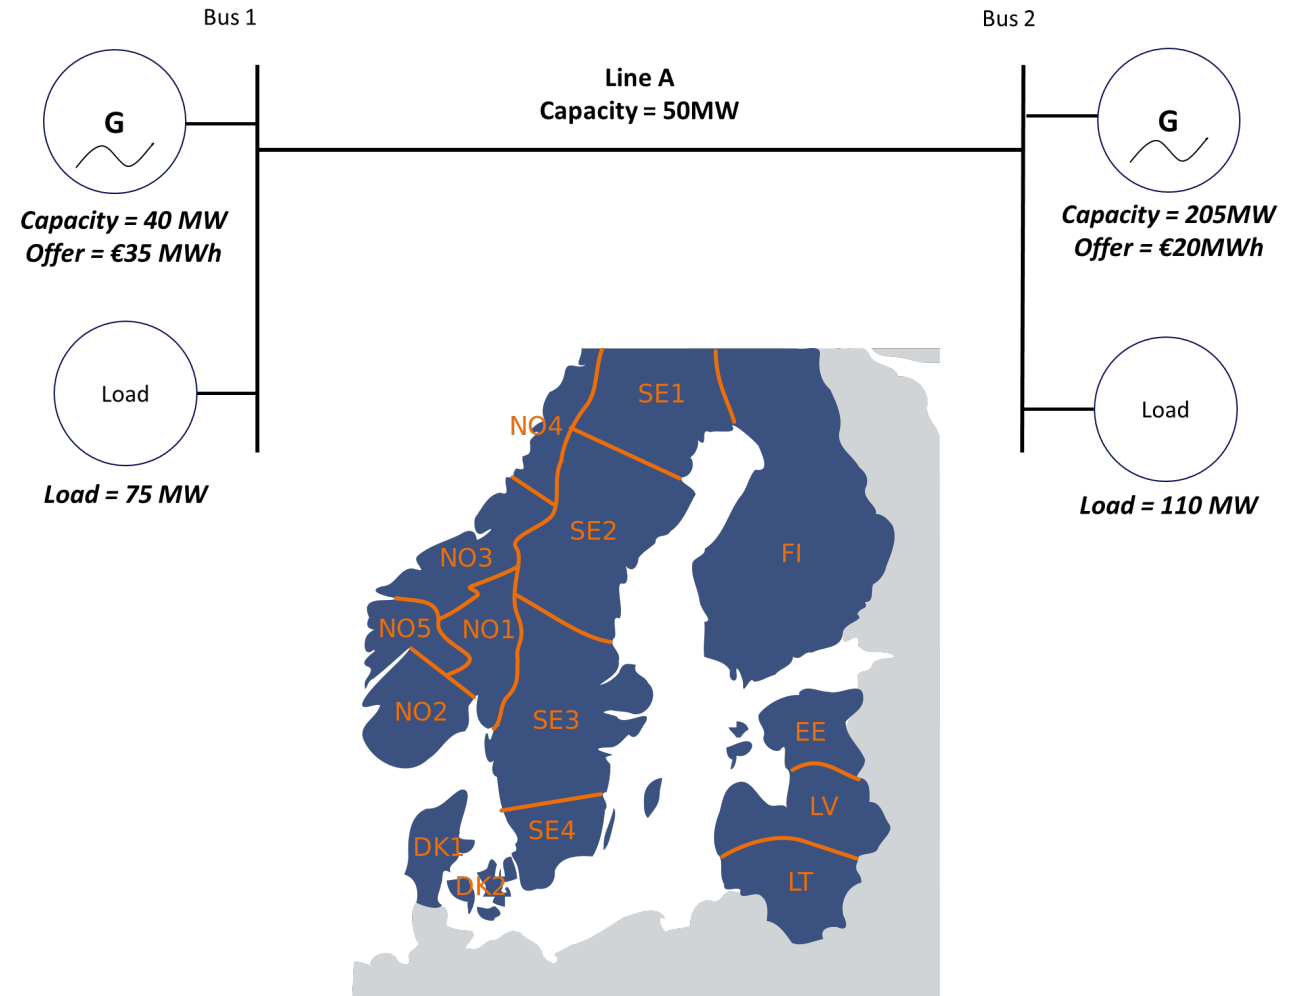 Bus 1
Bus 2
Line A
Capacity = 50MW
G
G
Capacity = 40 MW
Offer = €35 MWh
Capacity = 205MW
Offer = €20MWh
Load
Load
Load = 75 MW
Load = 110 MW
SE1
NO4
SE2
NO3
FI
NO5
NO1
NO2
SE3
EE
LV
SE4
DK1
LT
DK2